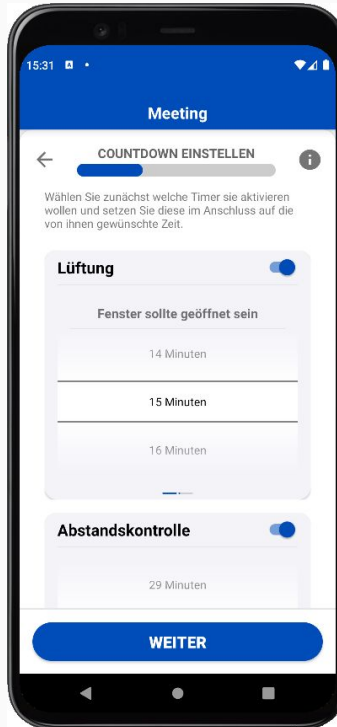 15:31
Meeting
COUNTDOWN EINSTELLEN
Wählen Sie zunächst welche Timer sie aktivieren
wollen und setzen Sie diese im Anschluss auf die
von ihnen gewünschte Zeit.
Lüftung
Fenster sollte geöffnet sein
14 Minuten
15 Minuten
16 Minuten
Abstandskontrolle
29 Minuten
WEITER